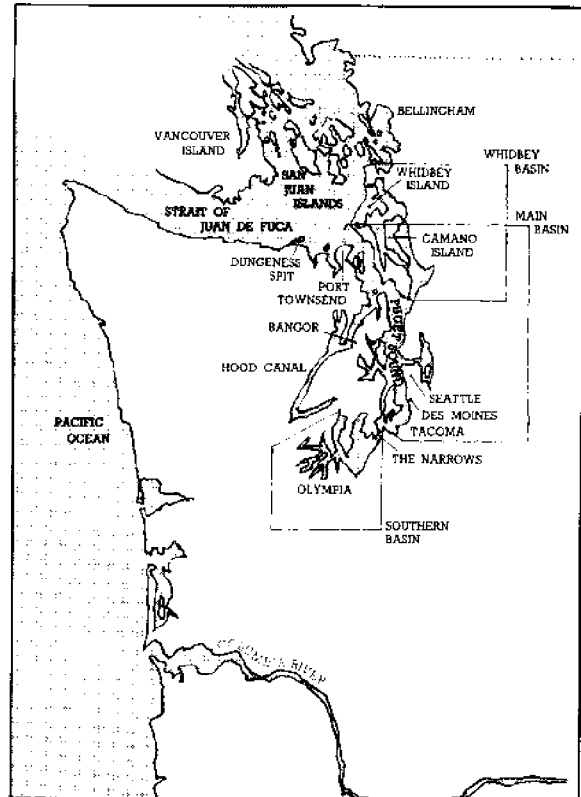 BELLINGHAM
VANCOUVER
ISLAND
WHIDBEY
BASIN
SAN
JUAN
ISLANDS
WHIDBEY
ISLAND
STRAIT OF
JUAN DE FUCA
MAIN
BASIN
CAMANO
ISLAND
DUNGENESS
SPIT
PORT
TOWNSEND
PUGET SOUND
BANGOR
HOOD CANAL
SEATTLE
DES MOINES
PACIFIC
OCEAN
TACOMA
THE NARROWS
OLYMPIA
SOUTHERN
BASIN
COLUMBIA RIVER